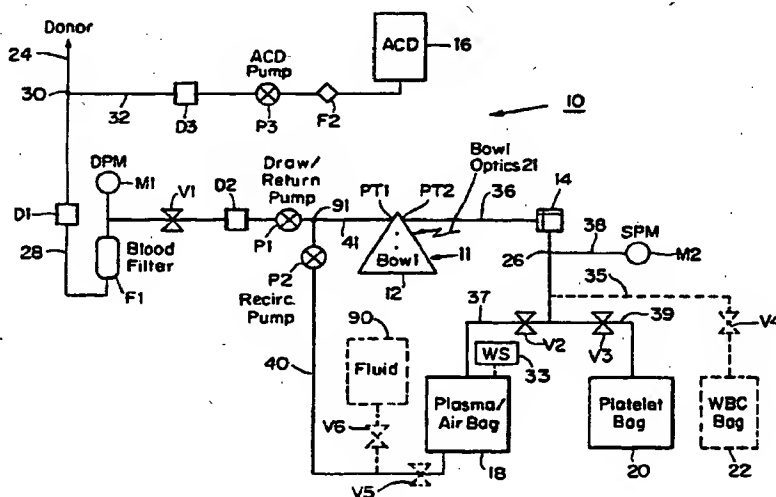 Donor
24
30
32
D3
ACD
Pump
P3
F2
ACD
16
10
DPM
M1
V1
D1
28
Blood
Filter
F1
D2
Draw/
Return
Pump
P1
91
41
P2
Recirc.
Pump
PT1
PT2
Bowl
Optics21
36
14
Bowl
11
12
26
38
SPM
M2
35
37
39
V2
V3
V4
40
90
Fluid
V6
V5
WS
33
Plasma/
Air Bag
18
Platelet
Bag
20
WBC
Bag
22